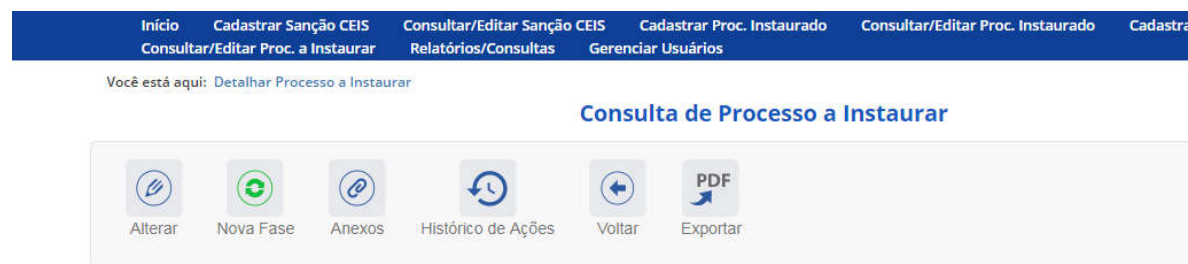 Início Cadastrar Sanção CEIS Consultar/Editar Sanção CEIS Cadastrar Proc. Instaurado Consultar/Editar Proc. Instaurado
Consultar/Editar Proc. a Instaurar Relatórios/Consultas Gerenciar Usuários
Você está aqui: Detalhar Processo a Instaurar
Consulta de Processo a Instaurar
PDF
Alterar Nova Fase Anexos Histórico de Ações Voltar Exportar